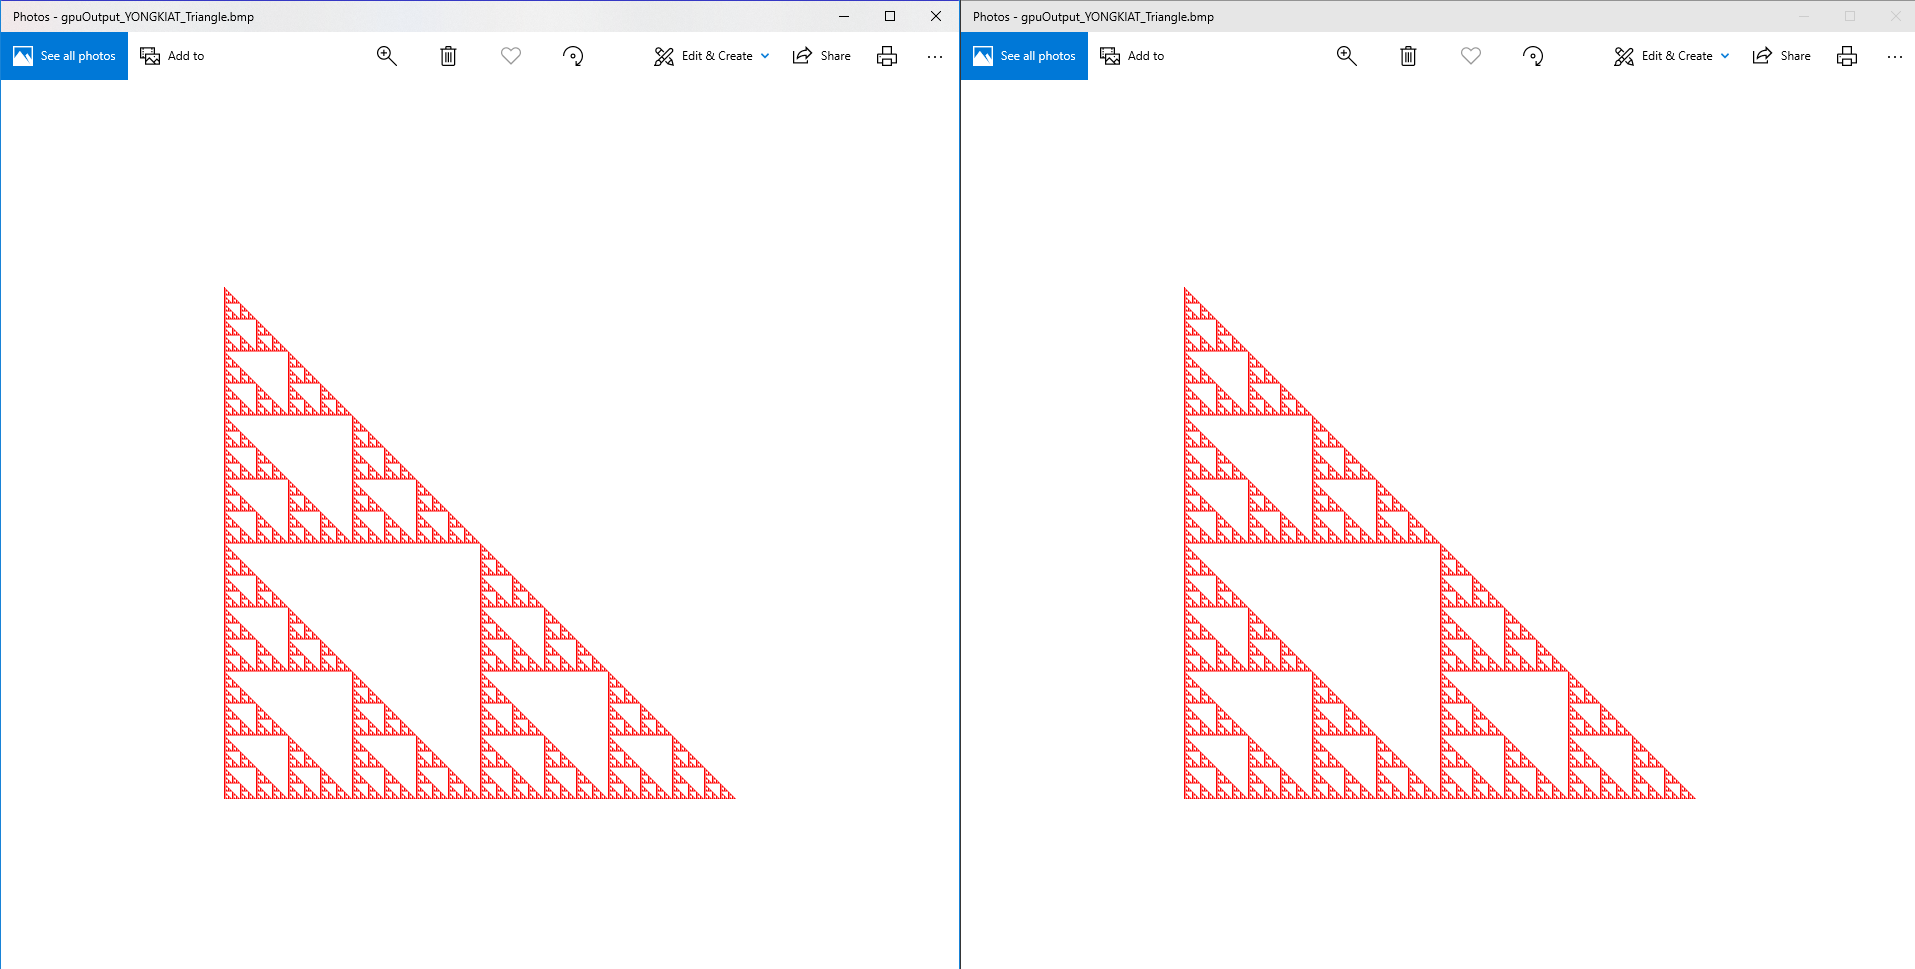 Photos - gpuOutput_YONGKIAT_Triangle.bmp
See all photos Add to Edit & Create Share
Photos - gpuOutput_YONGKIAT_Triangle.bmp
See all photos Add to Edit & Create Share